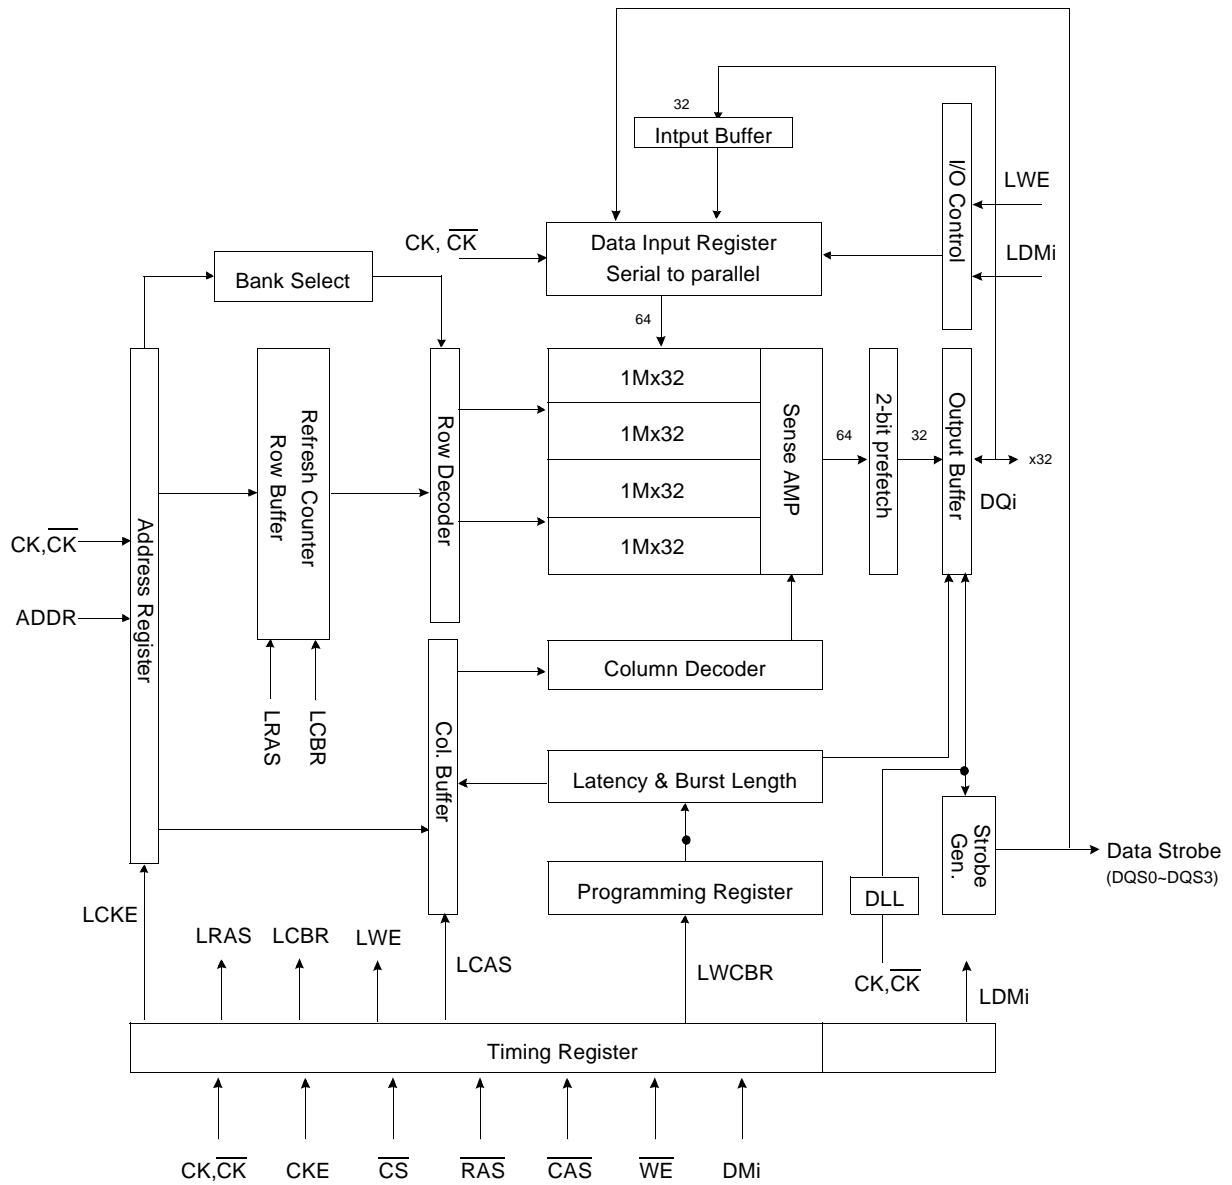 32
Intput Buffer
I/O Control
LWE
LDMi
CK, CK
Data Input Register
Serial to parallel
Bank Select
64
Address Register
Refresh Counter
Row Buffer
Row Decoder
1Mx32
1Mx32
1Mx32
1Mx32
Sense AMP
64
2-bit prefetch
32
Output Buffer
x32
DQi
CK,CK
ADDR
LRAS
LCBR
Col. Buffer
Column Decoder
Latency & Burst Length
Programming Register
DLL
CK,CK
Strobe
Gen.
Data Strobe
(DQS0~DQS3)
LCKE
LRAS
LCBR
LWE
LCAS
LWCBR
LDMi
Timing Register
CK,CK
CKE
CS
RAS
CAS
WE
DMi